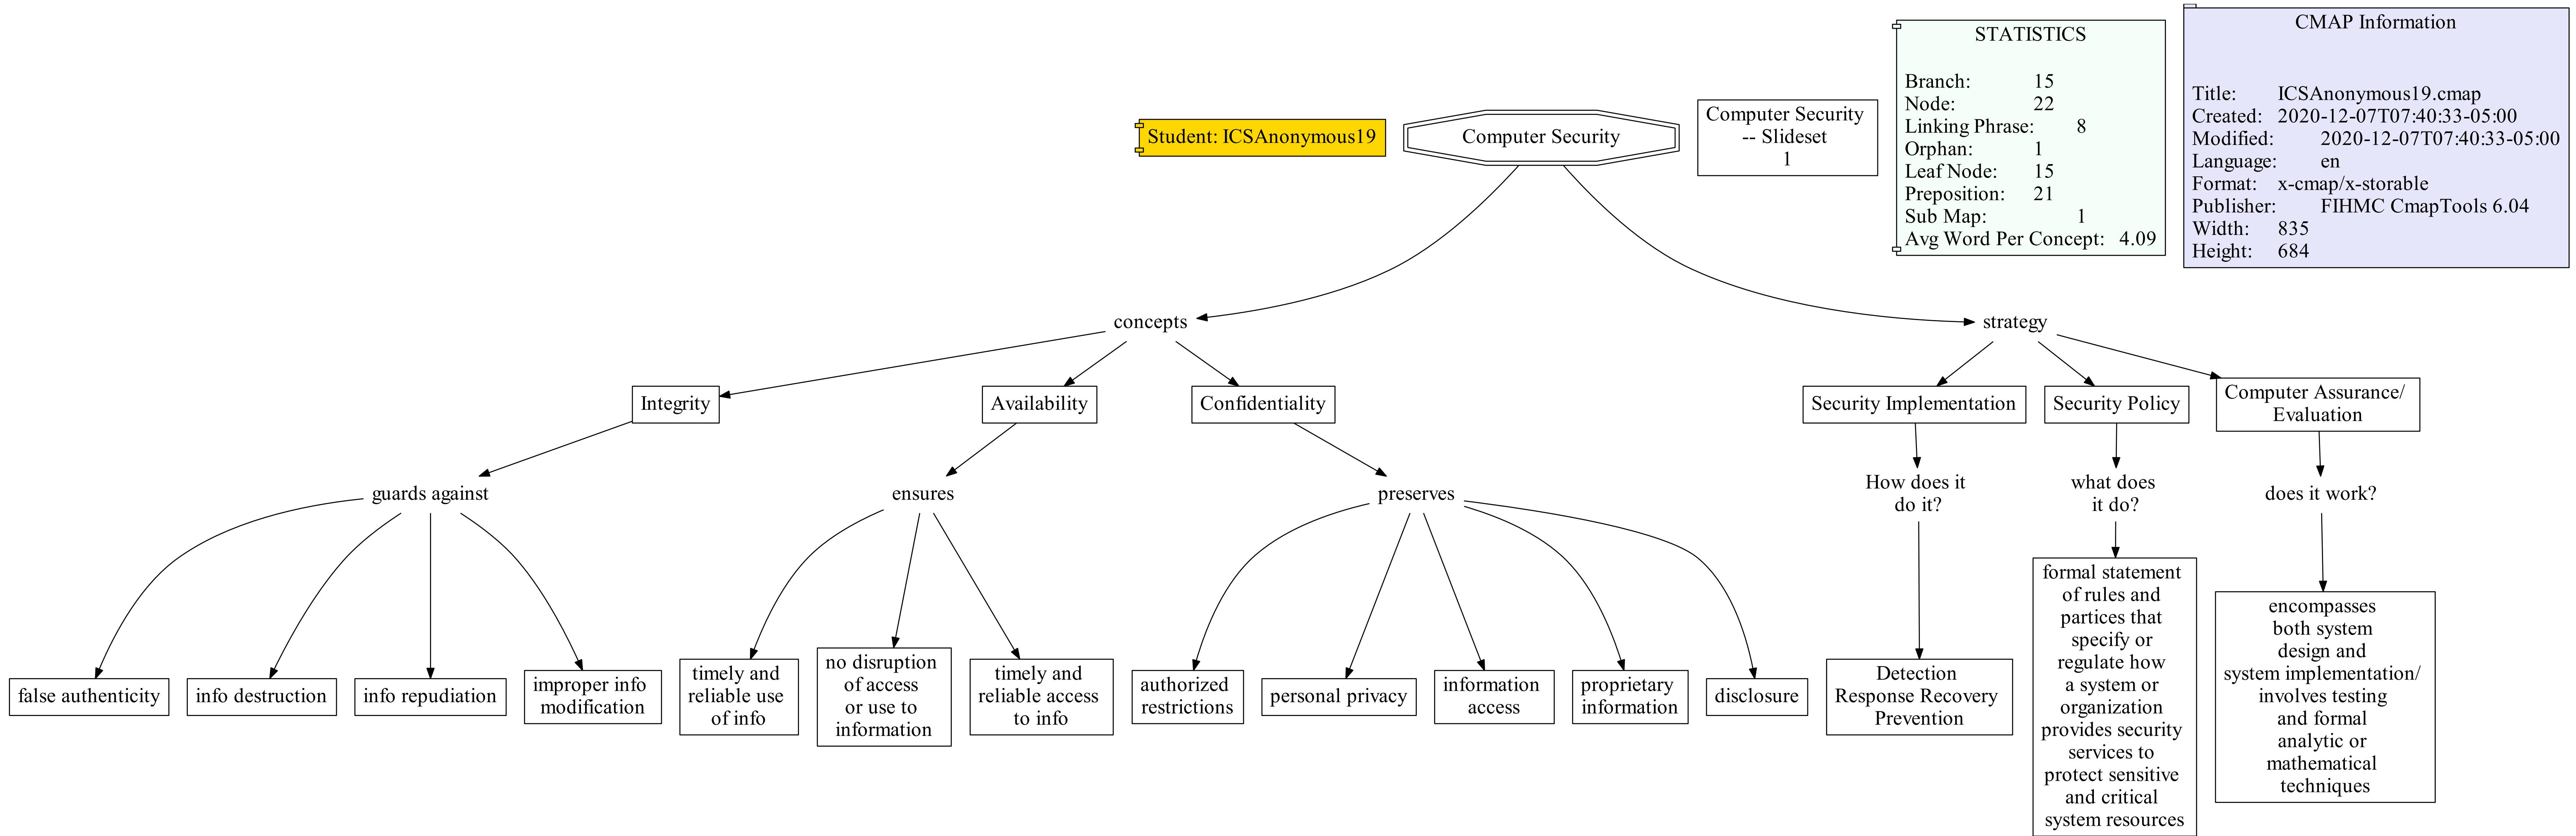 Student: ICSAnonymous19
Computer Security
Computer Security
-- Slideset
1
STATISTICS
Branch: 15
Node: 22
Linking Phrase: 8
Orphan: 1
Leaf Node: 15
Preposition: 21
Sub Map: 1
Avg Word Per Concept: 4.09
CMAP Information
Title: ICSAnonymous19.cmap
Created: 2020-12-07T07:40:33-05:00
Modified: 2020-12-07T07:40:33-05:00
Language: en
Format: x-cmap/x-storable
Publisher: FIHMC CmapTools 6.04
Width: 835
Height: 684
concepts
strategy
Integrity
Availability
Confidentiality
Security Implementation
Security Policy
Computer Assurance/
Evaluation
guards against
ensures
preserves
How does it
do it?
what does
it do?
does it work?
false authenticity
info destruction
info repudiation
improper info
modification
timely and
reliable use
of info
no disruption
of access
or use to
information
timely and
reliable access
to info
authorized
restrictions
personal privacy
information
access
proprietary
information
disclosure
Detection
Response Recovery
Prevention
formal statement
of rules and
partices that
specify or
regulate how
a system or
organization
provides security
services to
protect sensitive
and critical
system resources
encompasses
both system
design and
system implementation/
involves testing
and formal
analytic or
mathematical
techniques